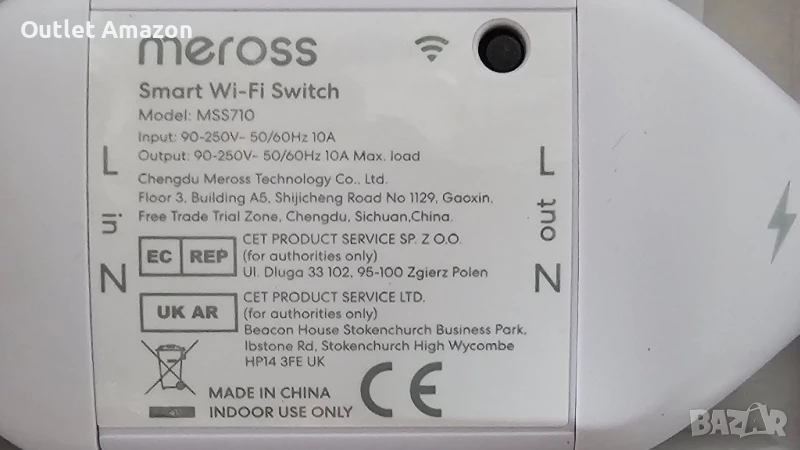 Outlet Amazon
meross
Smart Wi-Fi Switch
Model: MSS710
Input: 90-250V~ 50/60Hz 10A
Output: 90-250V~ 50/60Hz 10A Max. load
Chengdu Meross Technology Co., Ltd.
Floor 3, Building A5, Shijicheng Road No 1129, Gaoxin,
Free Trade Trial Zone, Chengdu, Sichuan,China.
L
in
N
L
out
N
EC REP
CET PRODUCT SERVICE SP. Z O.O.
(for authorities only)
Ul. Dluga 33 102, 95-100 Zgierz Polen
UK AR
CET PRODUCT SERVICE LTD.
(for authorities only)
Beacon House Stokenchurch Business Park,
Ibstone Rd, Stokenchurch High Wycombe
HP14 3FE UK
MADE IN CHINA
INDOOR USE ONLY
CE
BAZAR